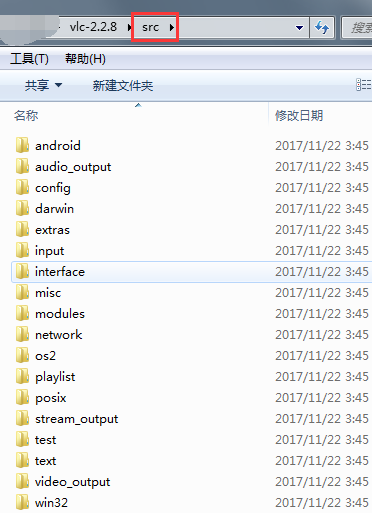 vlc-2.2.8 src 搜索
工具(T) 帮助(H)
共享 新建文件夹
名称 修改日期
android 2017/11/22 3:45
audio_output 2017/11/22 3:45
config 2017/11/22 3:45
darwin 2017/11/22 3:45
extras 2017/11/22 3:45
input 2017/11/22 3:45
interface 2017/11/22 3:45
misc 2017/11/22 3:45
modules 2017/11/22 3:45
network 2017/11/22 3:45
os2 2017/11/22 3:45
playlist 2017/11/22 3:45
posix 2017/11/22 3:45
stream_output 2017/11/22 3:45
test 2017/11/22 3:45
text 2017/11/22 3:45
video_output 2017/11/22 3:45
win32 2017/11/22 3:45